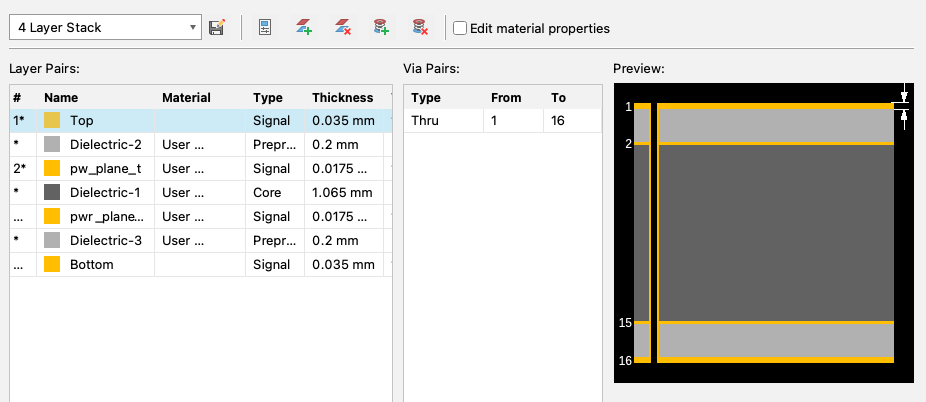 4 Layer Stack
Edit material properties
Layer Pairs:
Via Pairs:
Preview:
# Name Material Type Thickness
1* Top Signal 0.035 mm
* Dielectric-2 User ... Prepr... 0.2 mm
2* pw_plane_t User ... Signal 0.0175 ...
* Dielectric-1 User ... Core 1.065 mm
... pwr_plane... User ... Signal 0.0175 ...
* Dielectric-3 User ... Prepr... 0.2 mm
... Bottom Signal 0.035 mm
Type From To
Thru 1 16
1
2
15
16